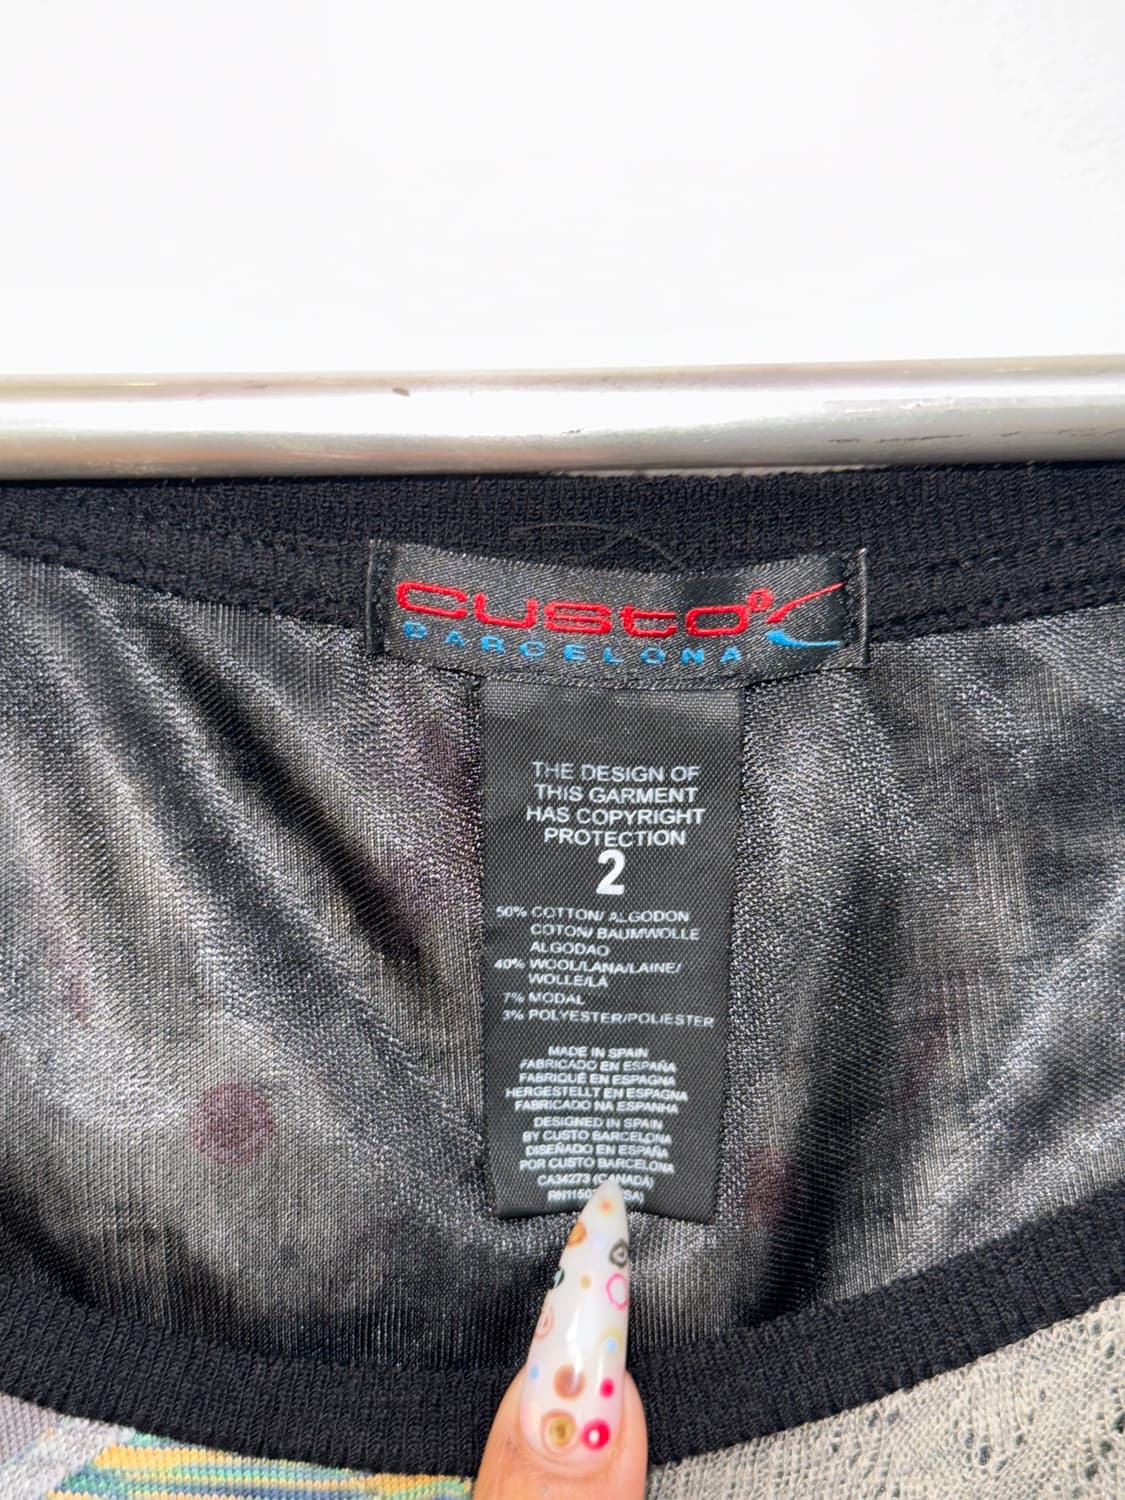 custo
BARCELONA
THE DESIGN OF
THIS GARMENT
HAS COPYRIGHT
PROTECTION
2
50% COTTON/ ALGODON
COTON/ BAUMWOLLE
ALGODAO
40% WOOL/LANA/LAINE/
WOLLE/LA
7% MODAL
3% POLYESTER/POLIESTER
MADE IN SPAIN
FABRICADO EN ESPAÑA
FABRIQUÉ EN ESPAGNA
HERGESTELLT EN ESPAGNA
FABRICADO NA ESPANHA
DESIGNED IN SPAIN
BY CUSTO BARCELONA
DISEÑADO EN ESPAÑA
POR CUSTO BARCELONA
CA34273 (CANADA)